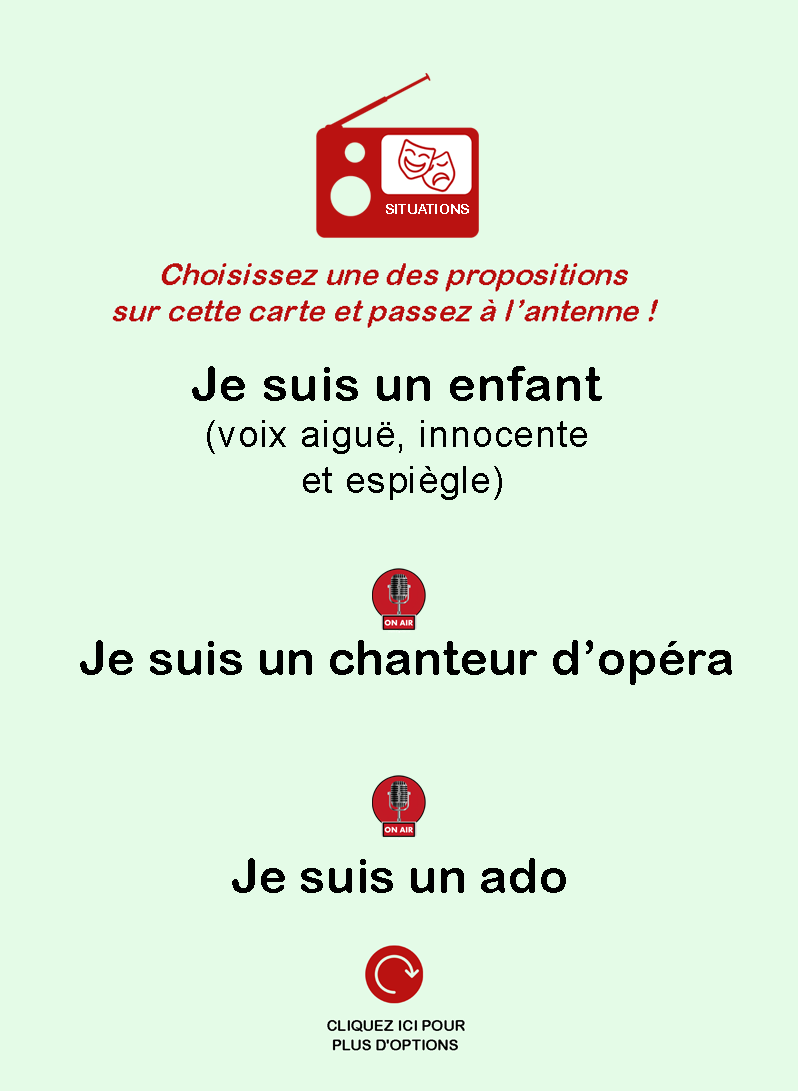 SITUATIONS
Choisissez une des propositions
sur cette carte et passez à l’antenne !
Je suis un enfant
(voix aiguë, innocente
et espiègle)
ON AIR
Je suis un chanteur d’opéra
ON AIR
Je suis un ado
CLIQUEZ ICI POUR
PLUS D'OPTIONS